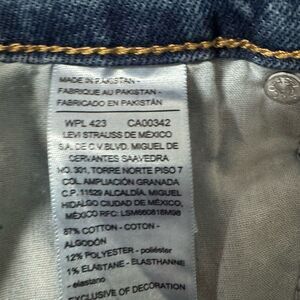 MADE IN PAKISTAN -
FABRIQUE AU PAKISTAN -
FABRICADO EN PAKISTÁN
WPL 423 CA00342
LEVI STRAUSS DE MÉXICO
S.A. DE C.V. BLVD. MIGUEL DE
CERVANTES SAAVEDRA
NO. 301, TORRE NORTE PISO 7
COL. AMPLIACIÓN GRANADA
C.P. 11529 ALCALDÍA. MIGUEL
HIDALGO CIUDAD DE MÉXICO,
MÉXICO RFC: LSM660818M98
87% COTTON - COTON -
ALGODÓN
12% POLYESTER - poliéster
1% ELASTANE - ELASTHANNE
- elastano
EXCLUSIVE OF DECORATION